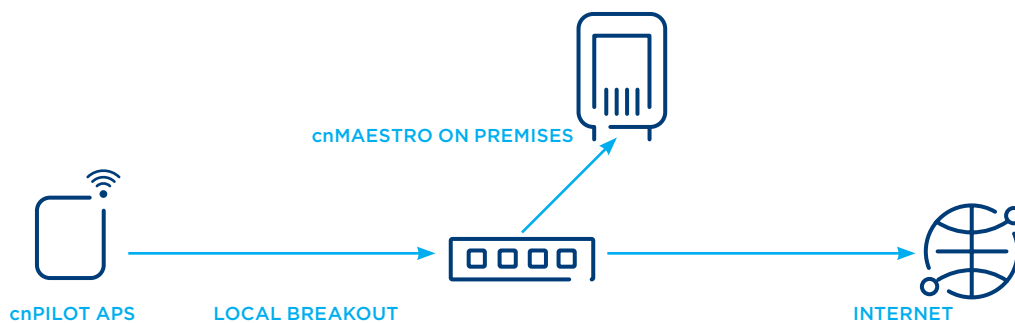 cnMAESTRO ON PREMISES
cnPILOT APS
LOCAL BREAKOUT
INTERNET